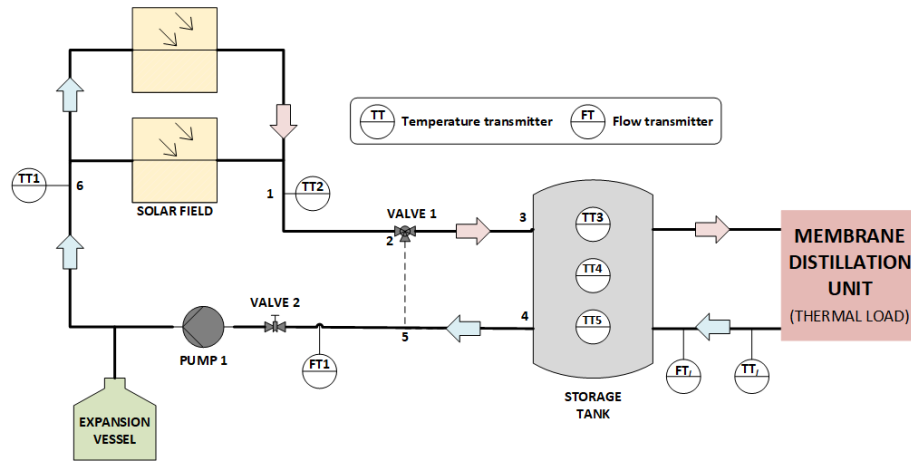 TT Temperature transmitter
FT Flow transmitter
TT1
6
SOLAR FIELD
1
TT2
VALVE 1
2
3
TT3
TT4
TT5
4
5
VALVE 2
PUMP 1
FT1
EXPANSION
VESSEL
STORAGE
TANK
MEMBRANE
DISTILLATION
UNIT
(THERMAL LOAD)
FTl
TTl